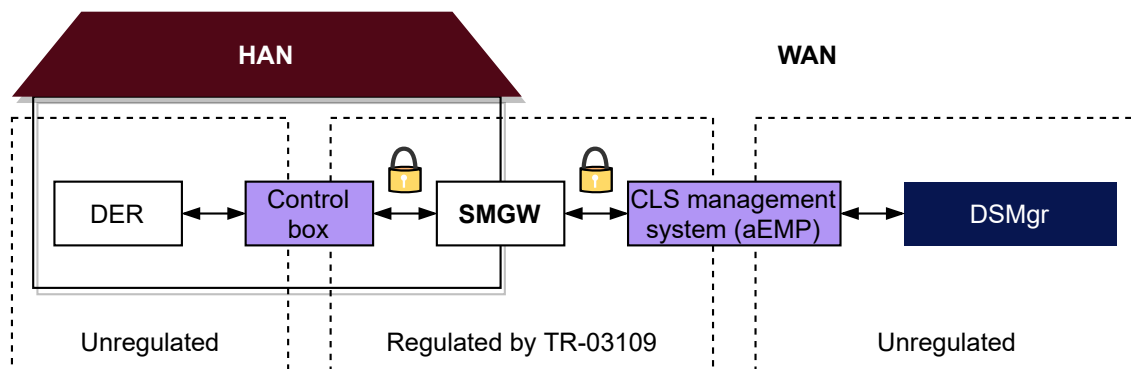 HAN
WAN
DER
Control
box
SMGW
CLS management
system (aEMP)
DSMgr
Unregulated
Regulated by TR-03109
Unregulated